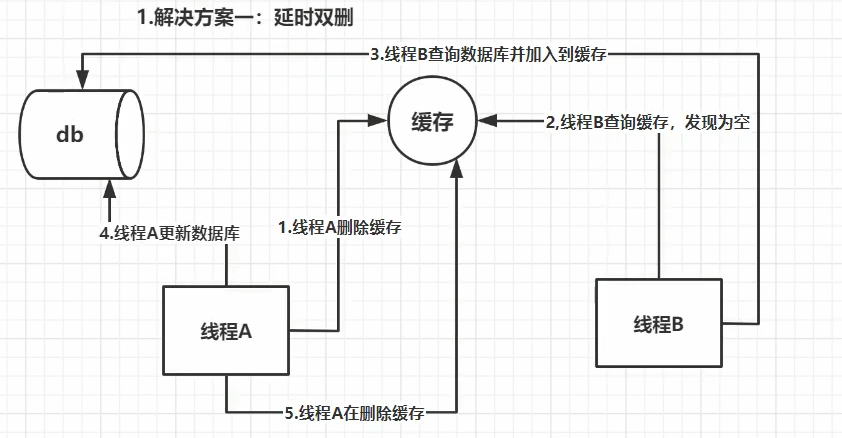 1.解决方案一：延时双删
3.线程B查询数据库并加入到缓存
db
缓存
2,线程B查询缓存，发现为空
4.线程A更新数据库
1.线程A删除缓存
线程A
线程B
5.线程A在删除缓存